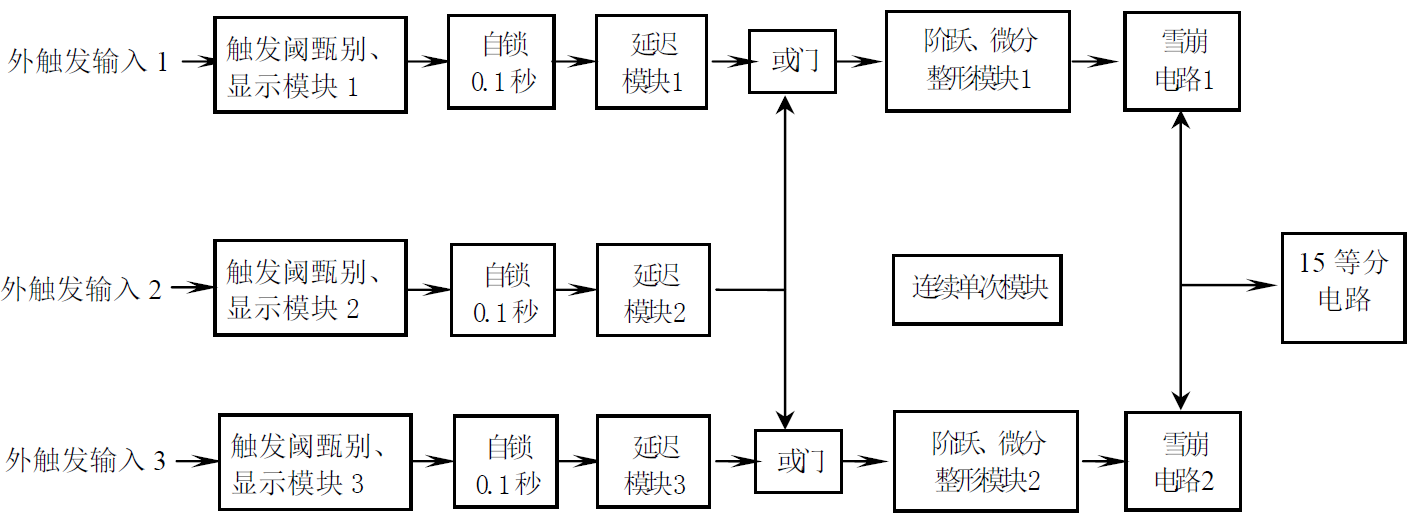 外触发输入 1
触发阈甄别、
显示模块 1
自锁
0.1 秒
延迟
模块1
或门
阶跃、微分
整形模块1
雪崩
电路1
外触发输入 2
触发阈甄别、
显示模块 2
自锁
0.1 秒
延迟
模块2
连续单次模块
15 等分
电路
外触发输入 3
触发阈甄别、
显示模块 3
自锁
0.1 秒
延迟
模块3
或门
阶跃、微分
整形模块2
雪崩
电路2